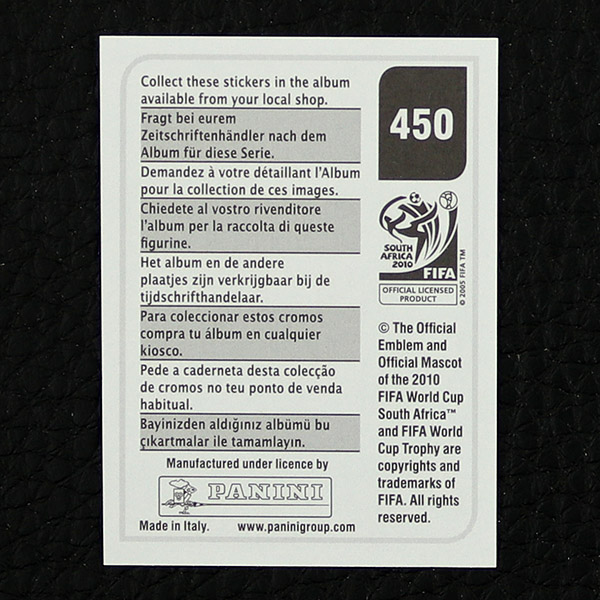 Collect these stickers in the album
available from your local shop.
Fragt bei eurem
Zeitschriftenhändler nach dem
Album für diese Serie.
Demandez à votre détaillant l'Album
pour la collection de ces images.
Chiedete al vostro rivenditore
l'album per la raccolta di queste
figurine.
Het album en de andere
plaatjes zijn verkrijgbaar bij de
tijdschrifthandelaar.
Para coleccionar estos cromos
compra tu álbum en cualquier
kiosco.
Pede a caderneta desta colecção
de cromos no teu ponto de venda
habitual.
Bayinizden aldığınız albümü bu
çıkartmalar ile tamamlayın.
Manufactured under licence by
PANINI
Made in Italy. www.paninigroup.com
450
SOUTH
AFRICA
2010
FIFA
OFFICIAL LICENSED
PRODUCT
© 2005 FIFA TM
© The Official
Emblem and
Official Mascot
of the 2010
FIFA World Cup
South Africa™
and FIFA World
Cup Trophy are
copyrights and
trademarks of
FIFA. All rights
reserved.